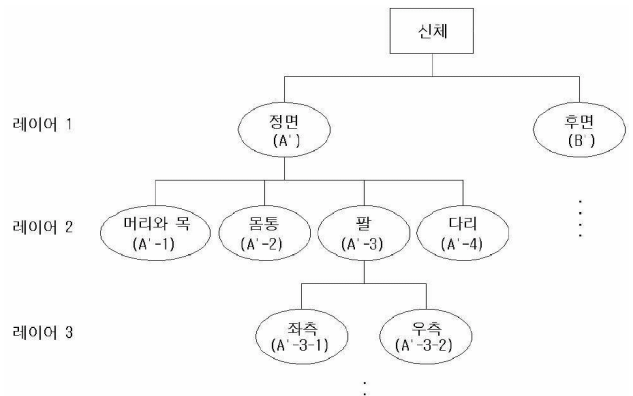 신체
레이어 1
정면
(A')
후면
(B')
레이어 2
머리와 목
(A'-1)
몸통
(A'-2)
팔
(A'-3)
다리
(A'-4)
레이어 3
좌측
(A'-3-1)
우측
(A'-3-2)